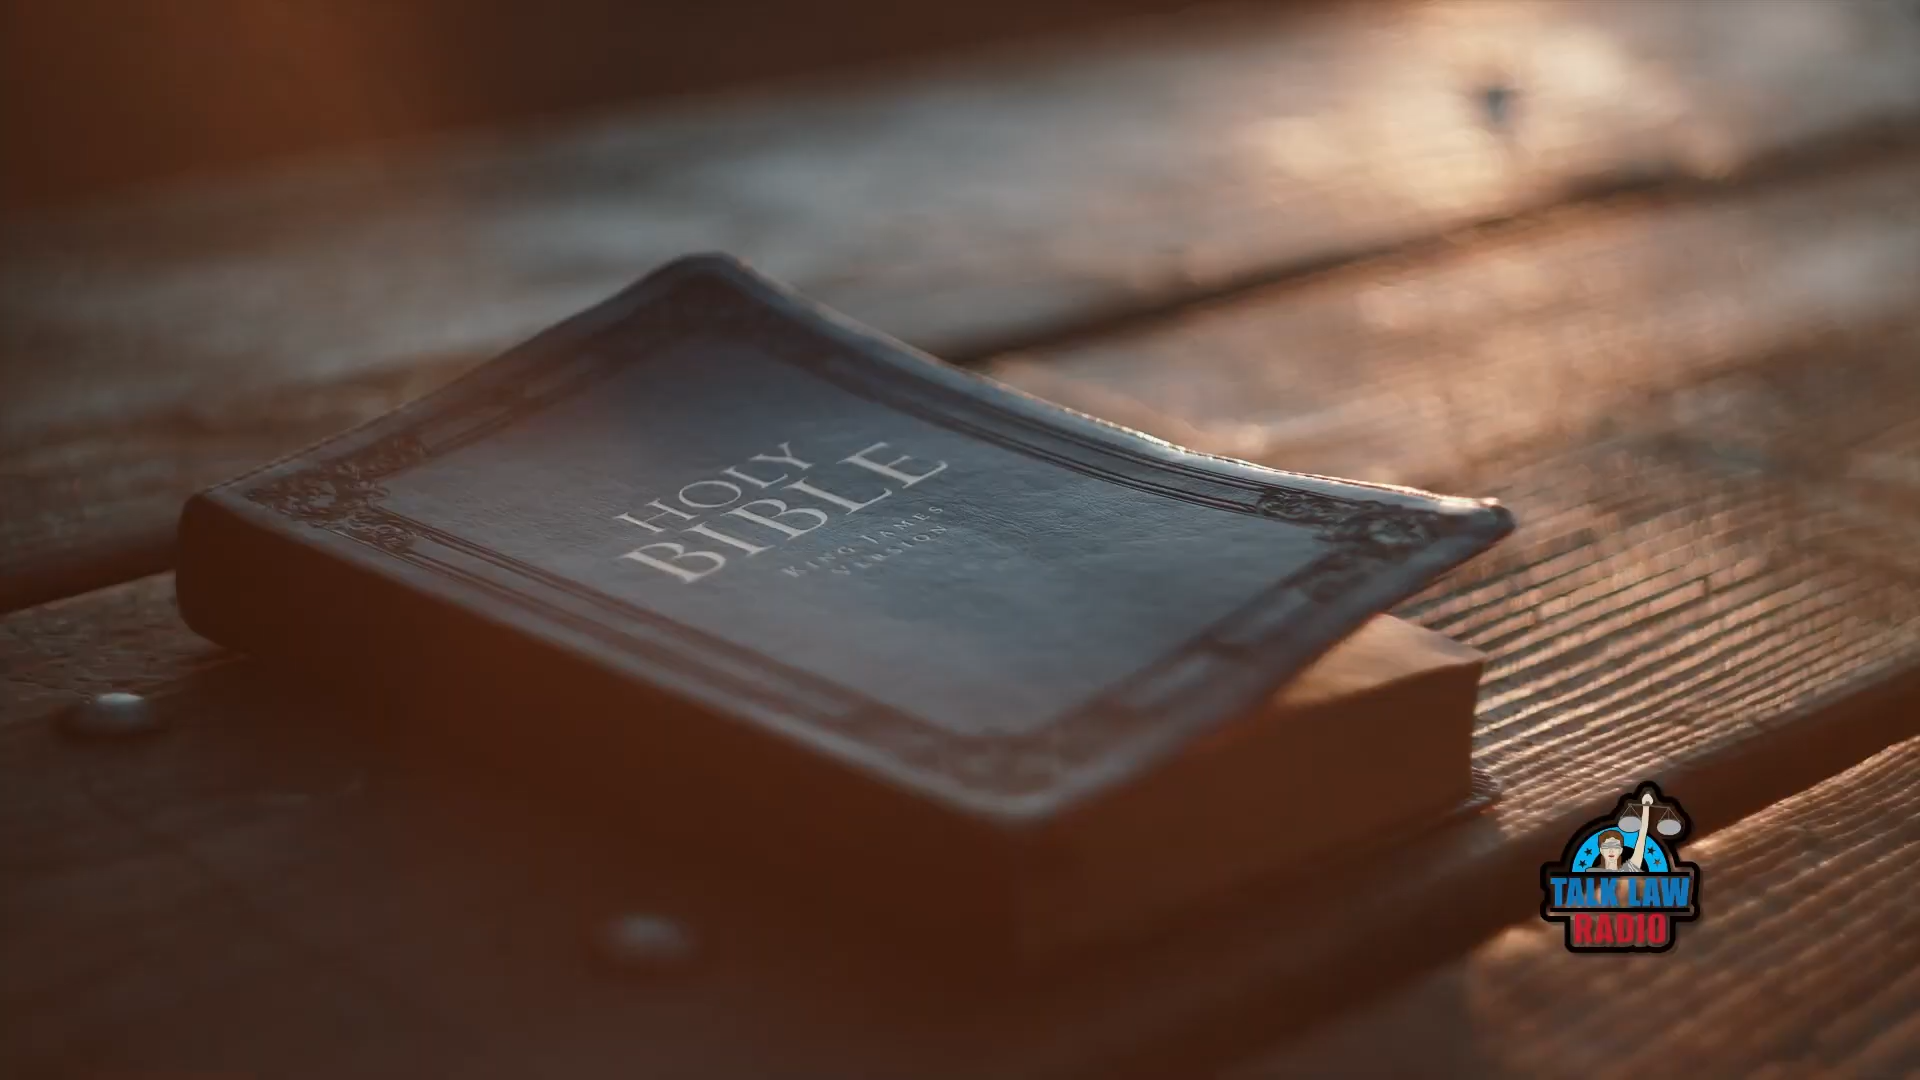 HOLY
BIBLE
KING JAMES
VERSION
TALK LAW
RADIO